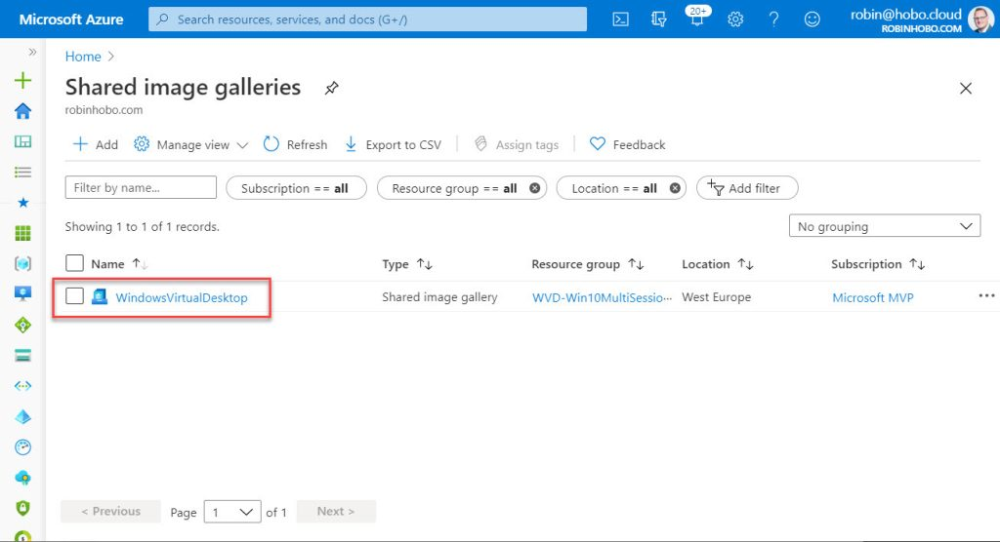 Microsoft Azure
Search resources, services, and docs (G+/)
20+
robin@hobo.cloud
ROBINHOBO.COM
Home
Shared image galleries
robinhobo.com
Add
Manage view
Refresh
Export to CSV
Assign tags
Feedback
Filter by name...
Subscription == all
Resource group == all
Location == all
Add filter
Showing 1 to 1 of 1 records.
No grouping
Name Type Resource group Location Subscription
WindowsVirtualDesktop Shared image gallery WVD-Win10MultiSessio··· West Europe Microsoft MVP ···
< Previous Page 1 of 1 Next >